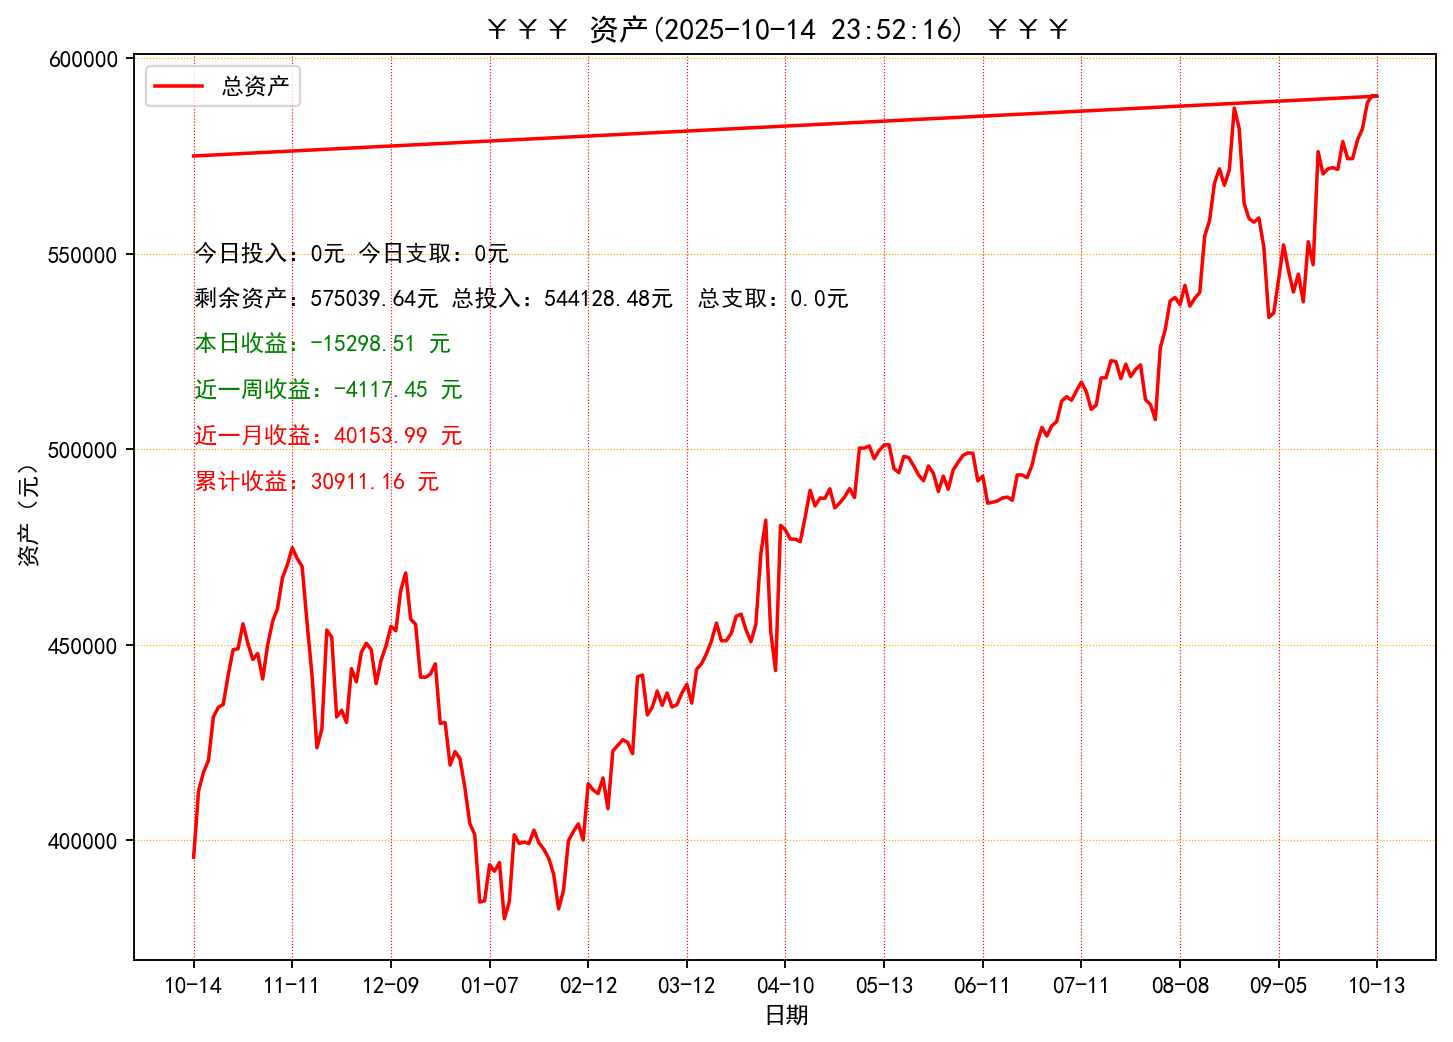 ￥￥￥ 资产(2025-10-14 23:52:16) ￥￥￥
总资产
600000
550000
500000
450000
400000
资产（元）
今日投入：0元 今日支取：0元
剩余资产：575039.64元 总投入：544128.48元  总支取：0.0元
本日收益：-15298.51 元
近一周收益：-4117.45 元
近一月收益：40153.99 元
累计收益：30911.16 元
10-14 11-11 12-09 01-07 02-12 03-12 04-10 05-13 06-11 07-11 08-08 09-05 10-13
日期